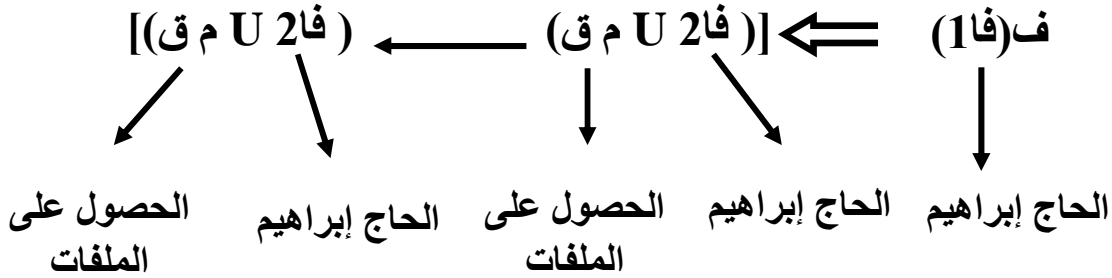 ف(فا1) [( فا2 U م ق) ( فا2 U م ق)]
الحاج إبراهيم الحاج إبراهيم الحصول على الحاج إبراهيم الحصول على
الملفات الملفات